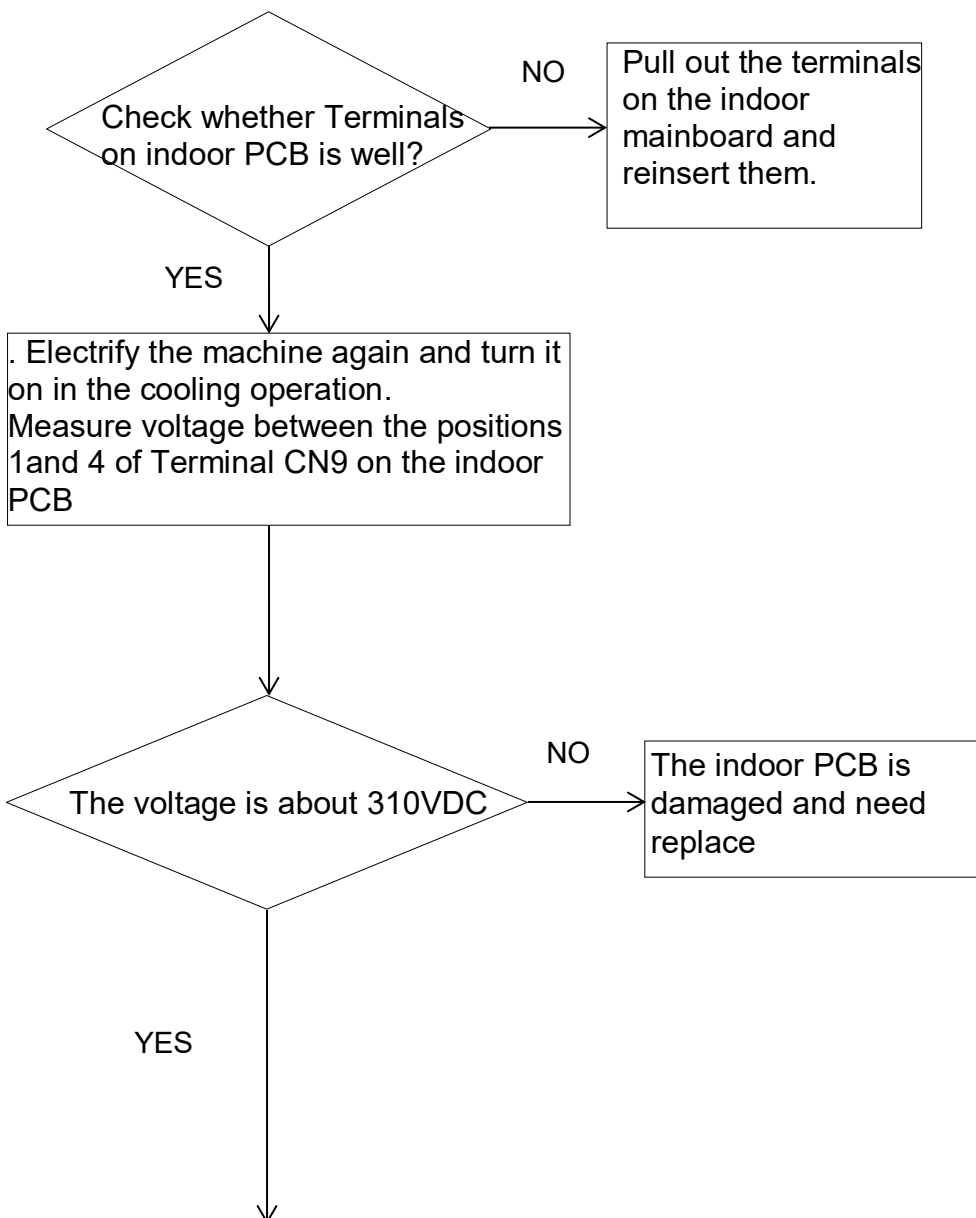 NO
Pull out the terminals
on the indoor
mainboard and
reinsert them.
Check whether Terminals
on indoor PCB is well?
YES
. Electrify the machine again and turn it
on in the cooling operation.
Measure voltage between the positions
1and 4 of Terminal CN9 on the indoor
PCB
The voltage is about 310VDC
NO
The indoor PCB is
damaged and need
replace
YES